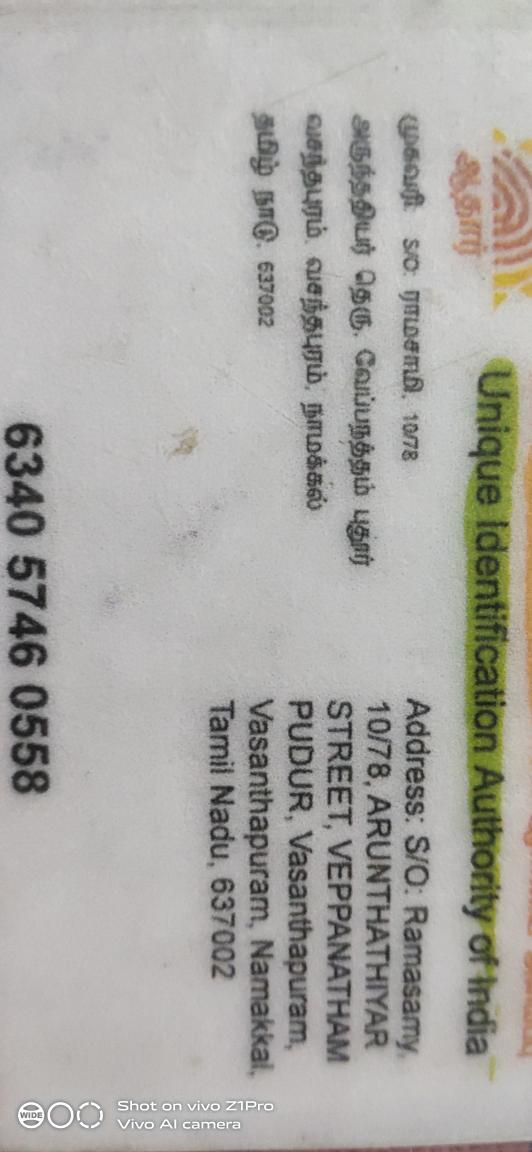 ஆதார்
Unique Identification Authority of India
முகவரி: S/O: ராமசாமி, 10/78
அருந்ததியர் தெரு, வேப்பநத்தம் புதூர்
வசந்தபுரம், வசந்தபுரம், நாமக்கல்
தமிழ் நாடு, 637002
Address: S/O: Ramasamy,
10/78, ARUNTHATHIYAR
STREET, VEPPANATHAM
PUDUR, Vasanthapuram,
Vasanthapuram, Namakkal,
Tamil Nadu, 637002
6340 5746 0558
WIDE
Shot on vivo Z1Pro
Vivo AI camera